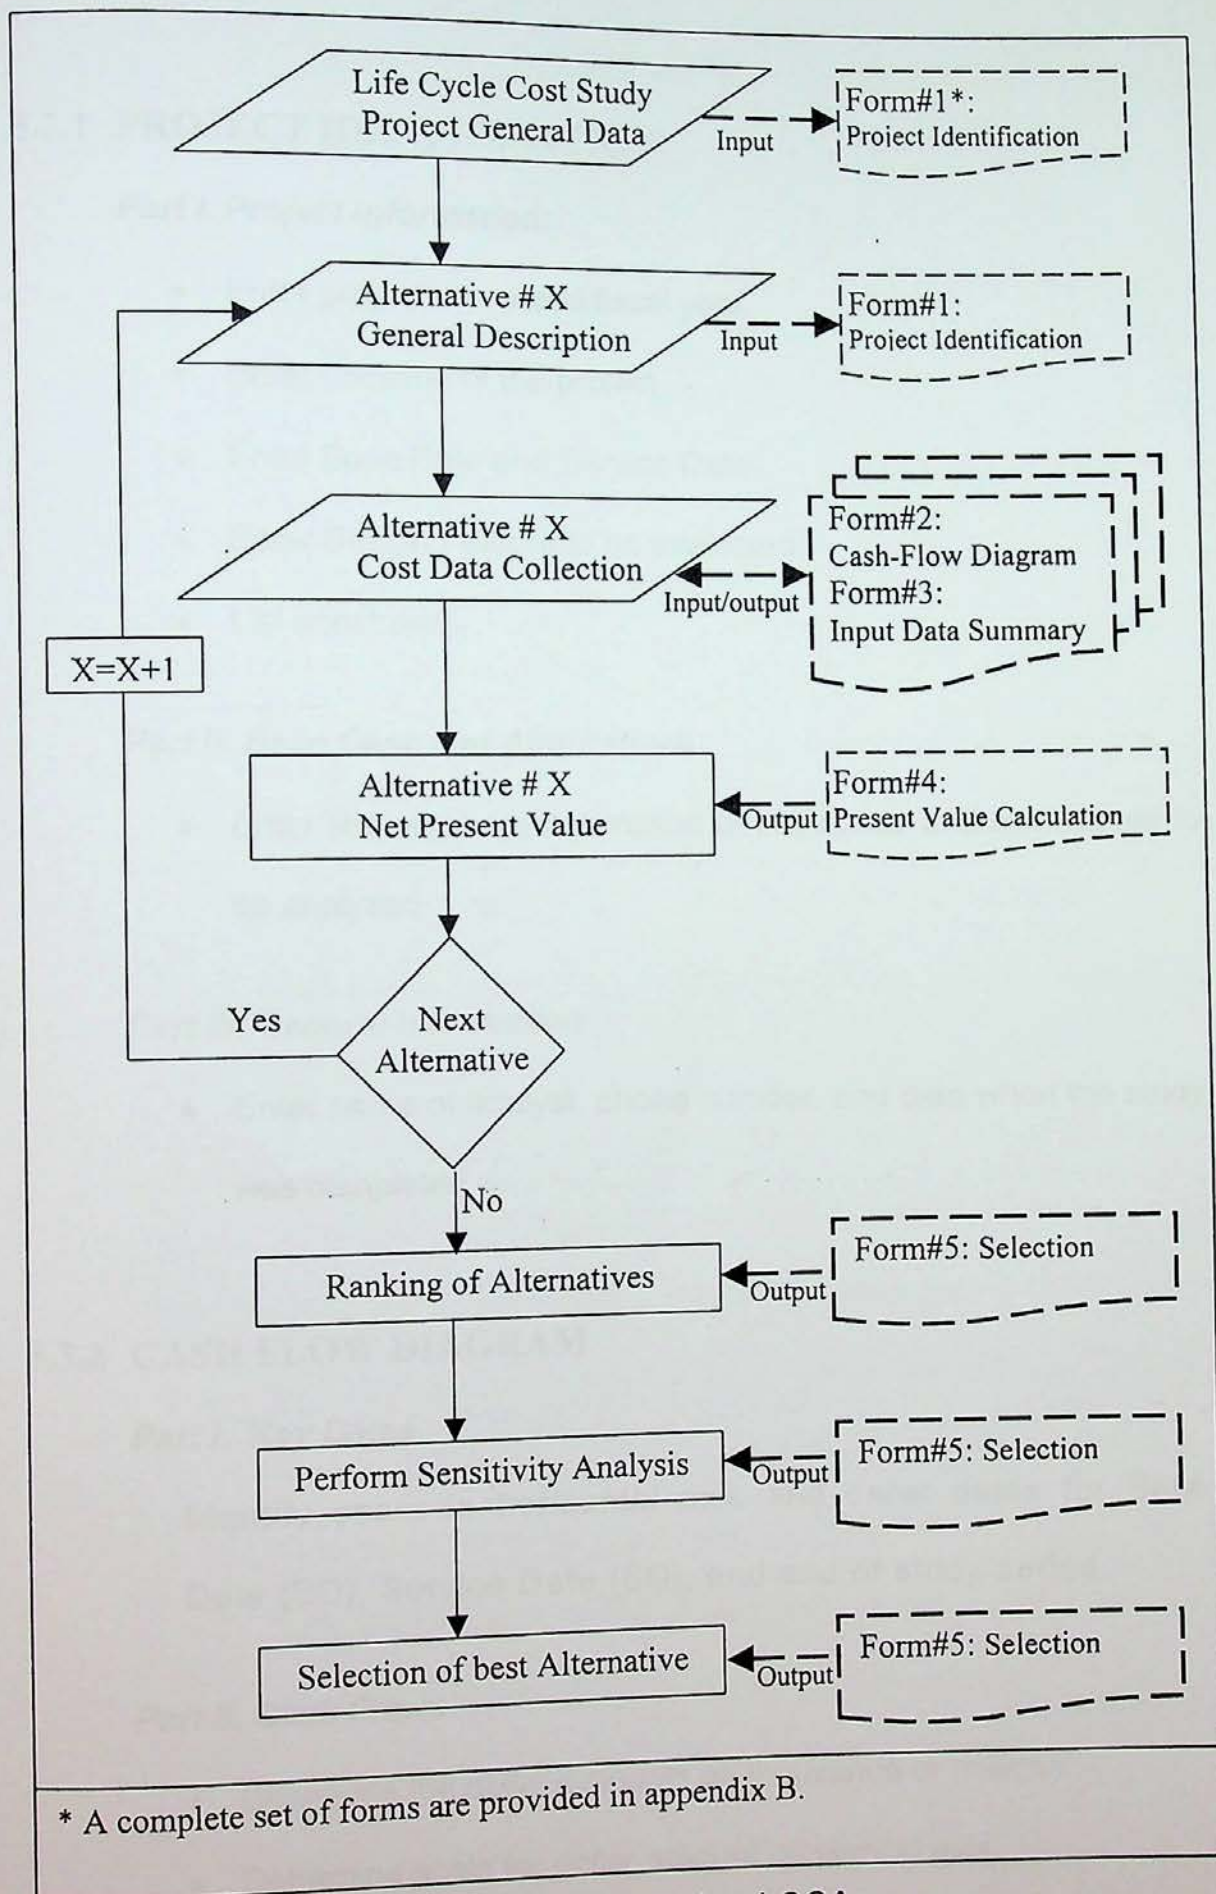 Life Cycle Cost Study
Project General Data
Input
Form#1*:
Project Identification
Alternative # X
General Description
Input
Form#1:
Project Identification
Alternative # X
Cost Data Collection
Input/output
Form#2:
Cash-Flow Diagram
Form#3:
Input Data Summary
X=X+1
Alternative # X
Net Present Value
Output
Form#4:
Present Value Calculation
Yes
Next
Alternative
No
Ranking of Alternatives
Output
Form#5: Selection
Perform Sensitivity Analysis
Output
Form#5: Selection
Selection of best Alternative
Output
Form#5: Selection
* A complete set of forms are provided in appendix B.